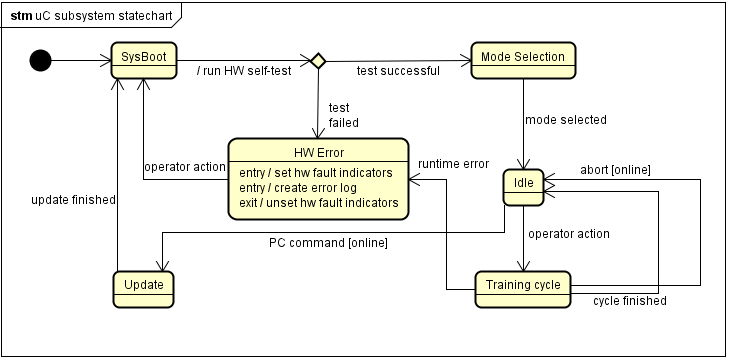 stm uC subsystem statechart
SysBoot
/ run HW self-test
test successful
Mode Selection
test
failed
mode selected
HW Error
entry / set hw fault indicators
entry / create error log
exit / unset hw fault indicators
operator action
runtime error
Idle
abort [online]
update finished
operator action
PC command [online]
Update
Training cycle
cycle finished